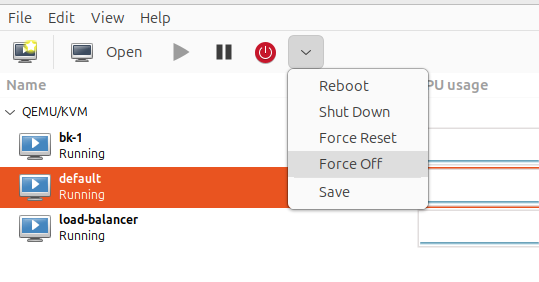 File Edit View Help
Open
Name PU usage
Reboot
Shut Down
Force Reset
Force Off
Save
QEMU/KVM
bk-1
Running
default
Running
load-balancer
Running